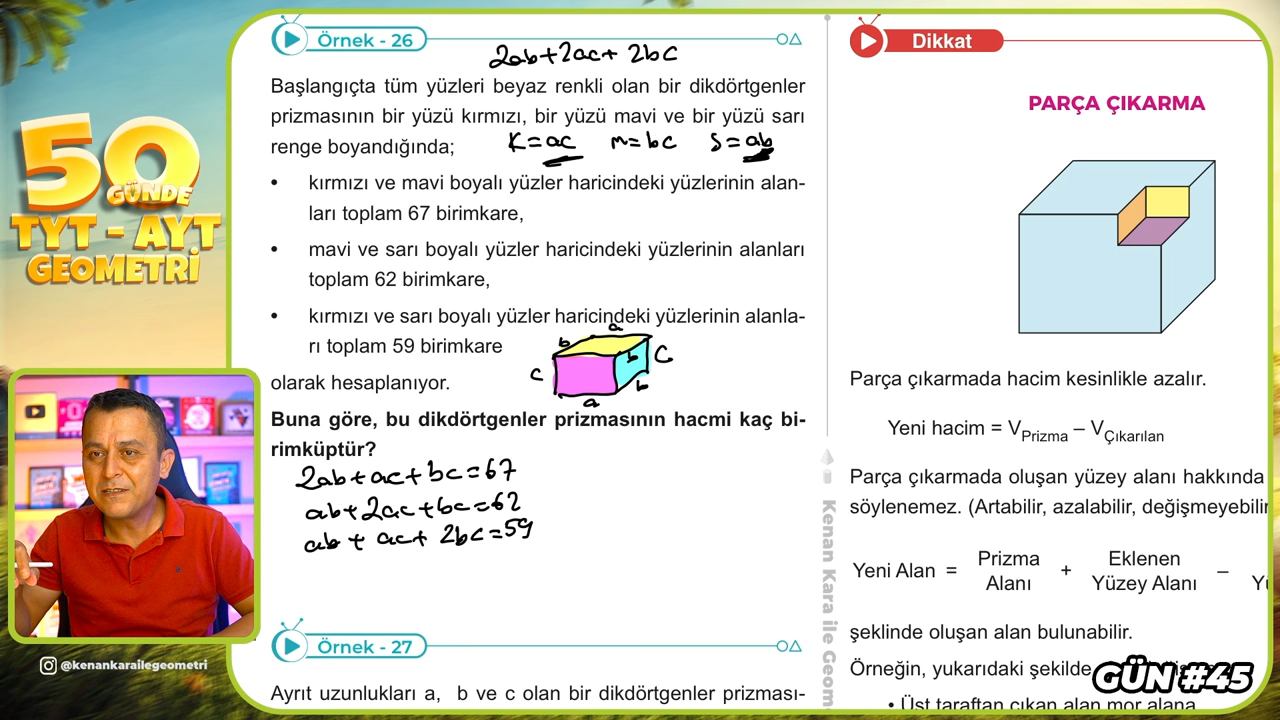 50
GÜNDE
TYT - AYT
GEOMETRİ
@kenankarailegeometri
Örnek - 26
2ab+2ac+ 2bc
Başlangıçta tüm yüzleri beyaz renkli olan bir dikdörtgenler
prizmasının bir yüzü kırmızı, bir yüzü mavi ve bir yüzü sarı
renge boyandığında;
K=ac m=bc S=ab
• kırmızı ve mavi boyalı yüzler haricindeki yüzlerinin alan-
ları toplam 67 birimkare,
• mavi ve sarı boyalı yüzler haricindeki yüzlerinin alanları
toplam 62 birimkare,
• kırmızı ve sarı boyalı yüzler haricindeki yüzlerinin alanla-
rı toplam 59 birimkare
a
b
b
C
c
b
a
olarak hesaplanıyor.
Buna göre, bu dikdörtgenler prizmasının hacmi kaç bi-
rimküptür?
2ab+ac+bc=67
ab+2ac+bc=62
ab + ac+ 2bc=59
Örnek - 27
Ayrıt uzunlukları a, b ve c olan bir dikdörtgenler prizması-
Kenan Kara ile Geom
Dikkat
PARÇA ÇIKARMA
Parça çıkarmada hacim kesinlikle azalır.
Yeni hacim = VPrizma – VÇıkarılan
Parça çıkarmada oluşan yüzey alanı hakkında
söylenemez. (Artabilir, azalabilir, değişmeyebilir
Yeni Alan = Prizma Alanı + Eklenen Yüzey Alanı –
şeklinde oluşan alan bulunabilir.
Örneğin, yukarıdaki şekilde
GÜN #45
• Üst taraftan çıkan alan mor alana